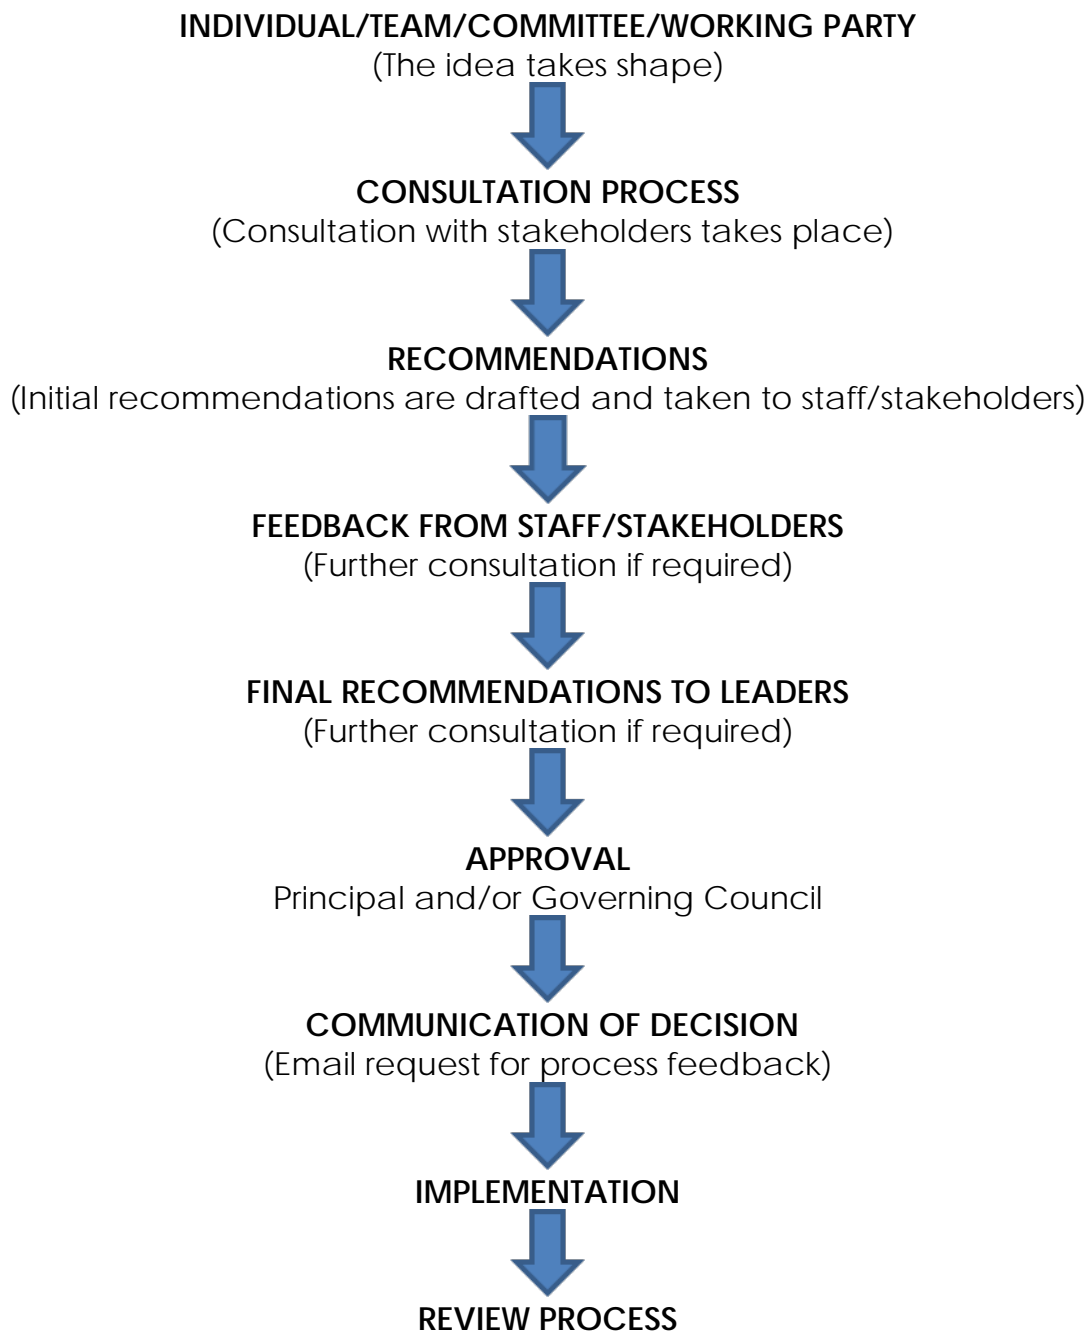 INDIVIDUAL/TEAM/COMMITTEE/WORKING PARTY
(The idea takes shape)
CONSULTATION PROCESS
(Consultation with stakeholders takes place)
RECOMMENDATIONS
(Initial recommendations are drafted and taken to staff/stakeholders)
FEEDBACK FROM STAFF/STAKEHOLDERS
(Further consultation if required)
FINAL RECOMMENDATIONS TO LEADERS
(Further consultation if required)
APPROVAL
Principal and/or Governing Council
COMMUNICATION OF DECISION
(Email request for process feedback)
IMPLEMENTATION
REVIEW PROCESS